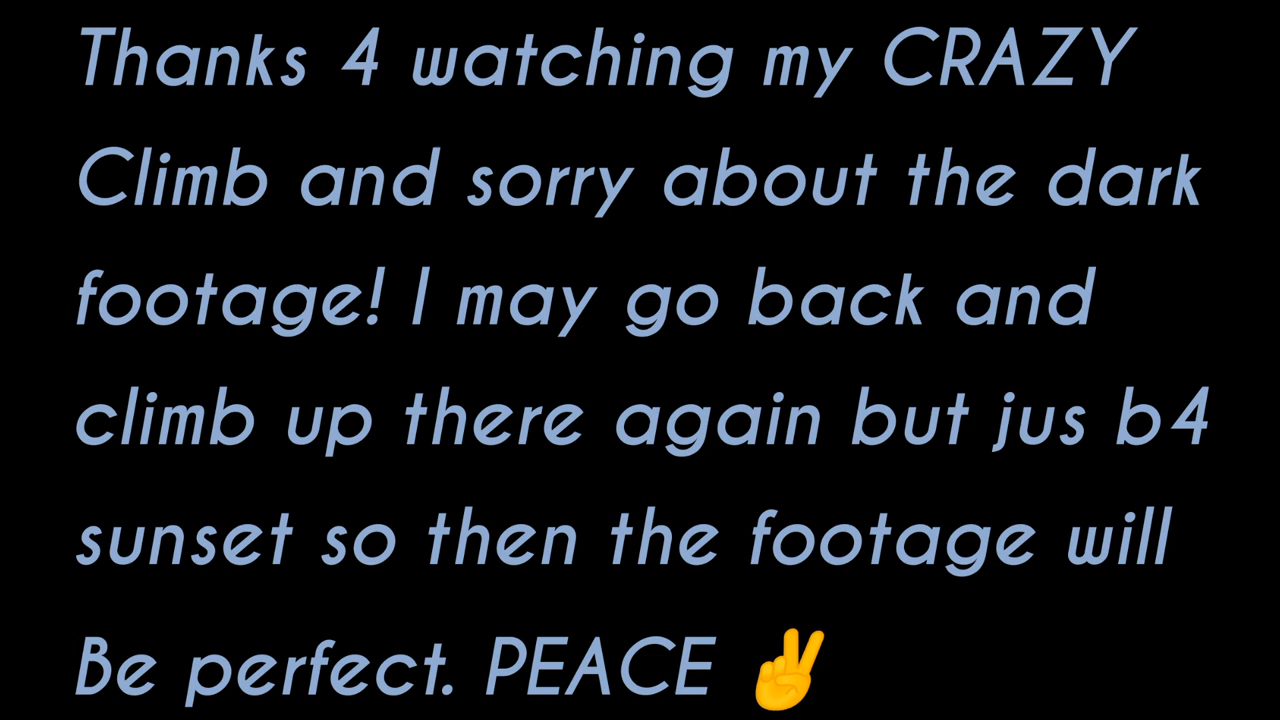 Thanks 4 watching my CRAZY
Climb and sorry about the dark
footage! I may go back and
climb up there again but jus b4
sunset so then the footage will
Be perfect. PEACE ✌